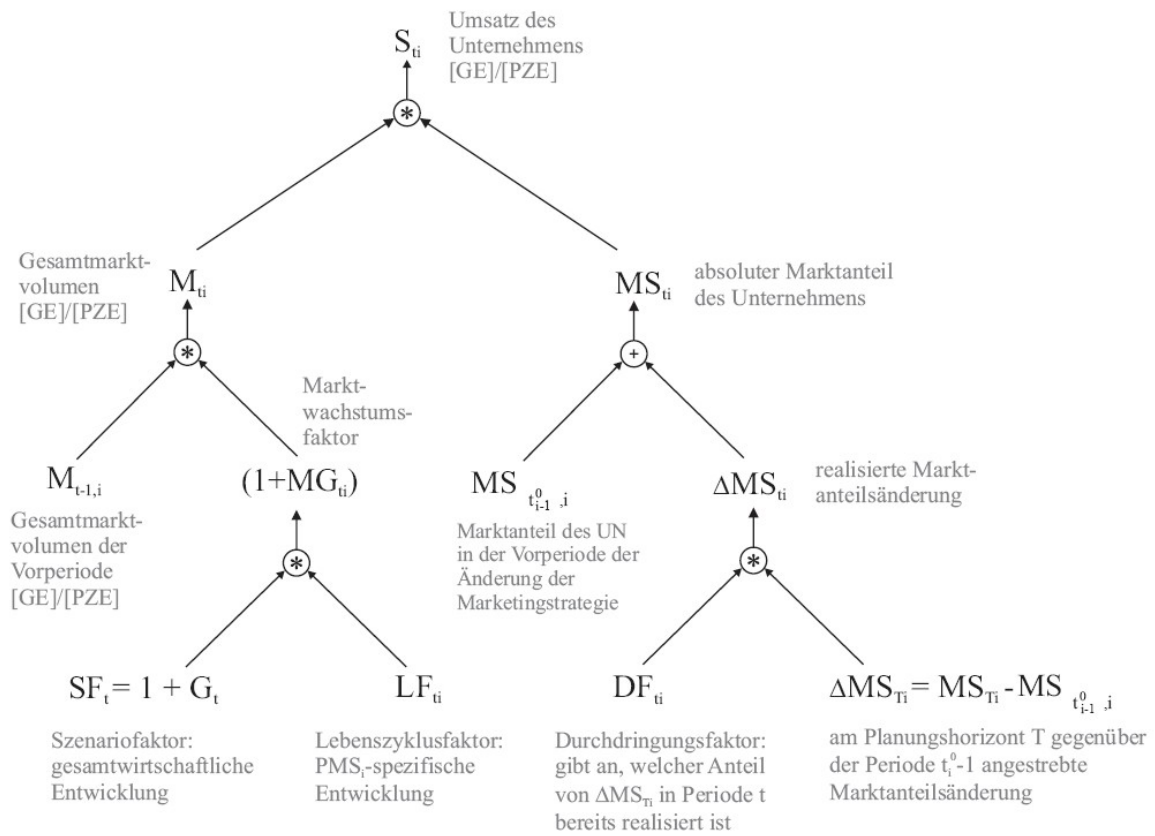 S_ti
Umsatz des
Unternehmens
[GE]/[PZE]
*
Gesamtmarkt-
volumen
[GE]/[PZE]
M_ti
MS_ti
absoluter Marktanteil
des Unternehmens
*
+
Markt-
wachstums-
faktor
M_t-1,i
(1+MG_ti)
MS_t⁰_i-1 ,i
ΔMS_ti
realisierte Markt-
anteilsänderung
Gesamtmarkt-
volumen der
Vorperiode
[GE]/[PZE]
Marktanteil des UN
in der Vorperiode der
Änderung der
Marketingstrategie
*
*
SF_t = 1 + G_t
LF_ti
DF_ti
ΔMS_Ti = MS_Ti - MS_t⁰_i-1 ,i
Szenariofaktor:
gesamtwirtschaftliche
Entwicklung
Lebenszyklusfaktor:
PMS_i-spezifische
Entwicklung
Durchdringungsfaktor:
gibt an, welcher Anteil
von ΔMS_Ti in Periode t
bereits realisiert ist
am Planungshorizont T gegenüber
der Periode t_i⁰-1 angestrebte
Marktanteilsänderung